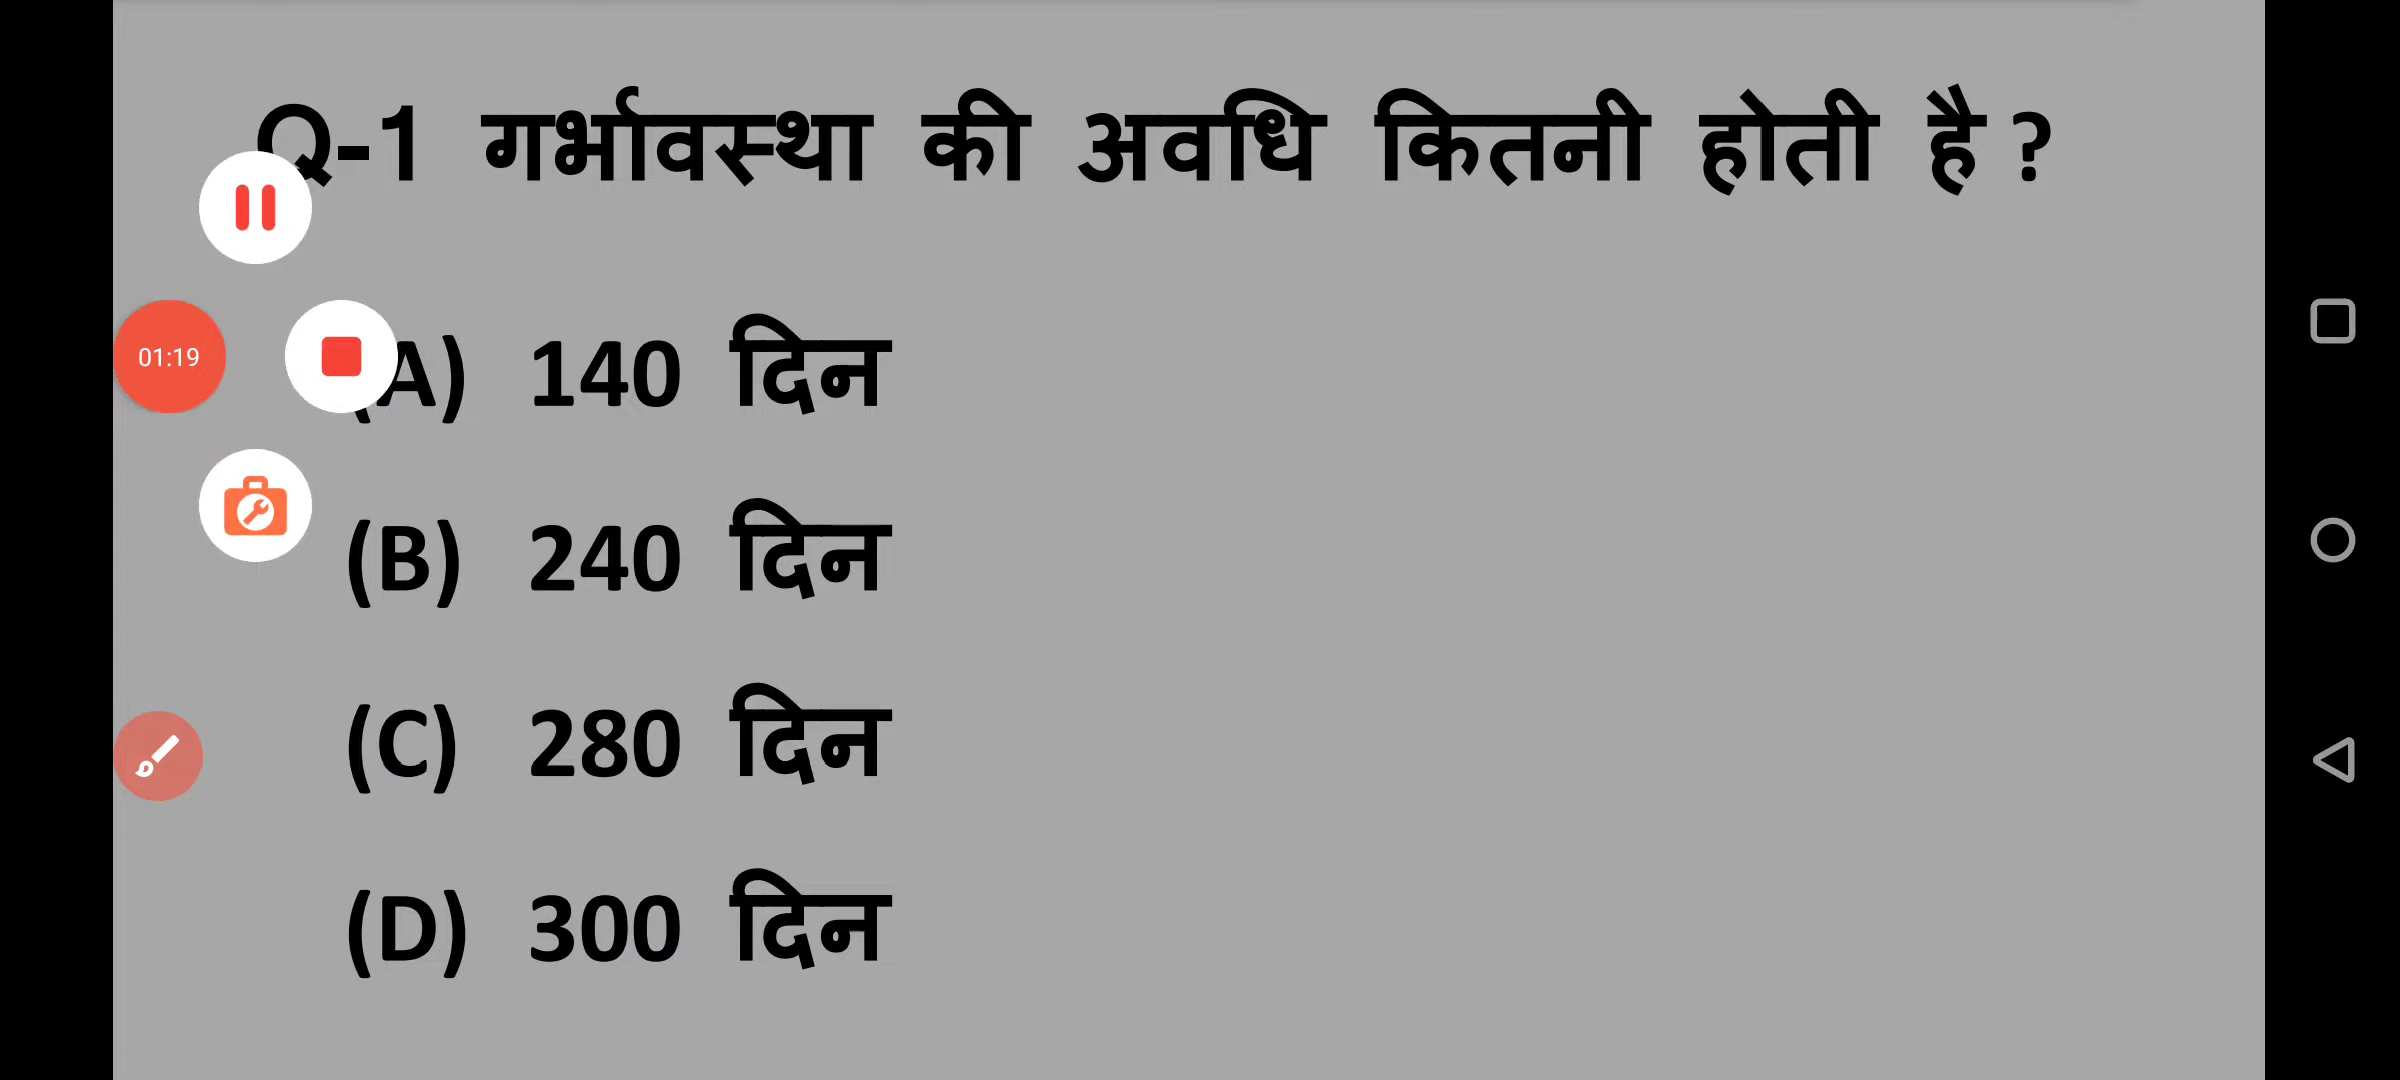 Q-1 गर्भावस्था की अवधि कितनी होती है ?
01:19
(A) 140 दिन
(B) 240 दिन
(C) 280 दिन
(D) 300 दिन